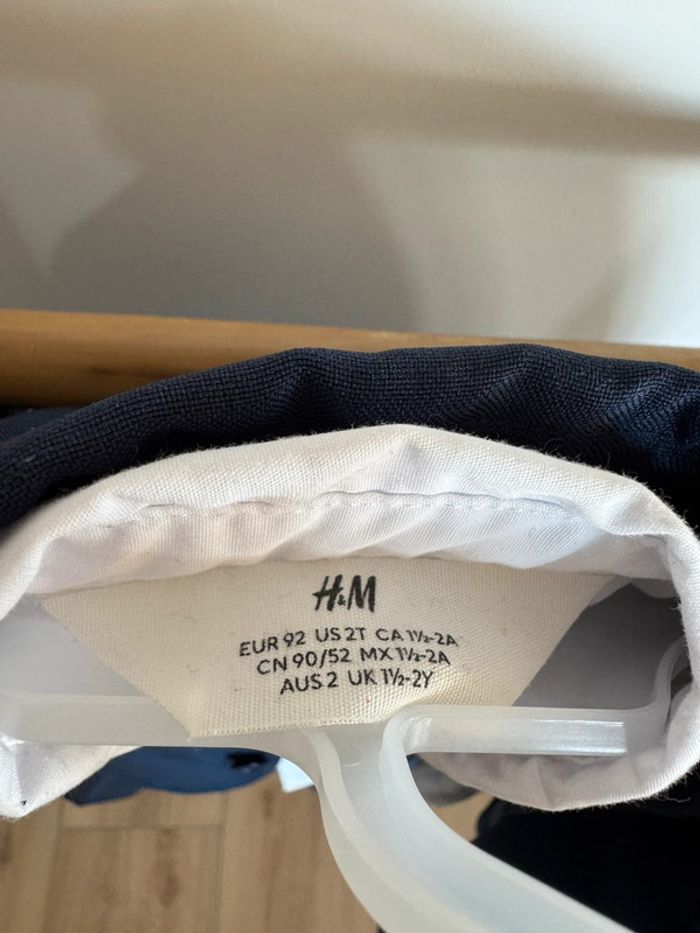 H&M
EUR 92 US 2T CA 1½-2A
CN 90/52 MX 1½-2A
AUS 2 UK 1½-2Y